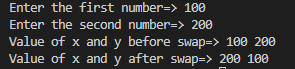 Enter the first number=> 100
Enter the second number=> 200
Value of x and y before swap=> 100 200
Value of x and y after swap=> 200 100